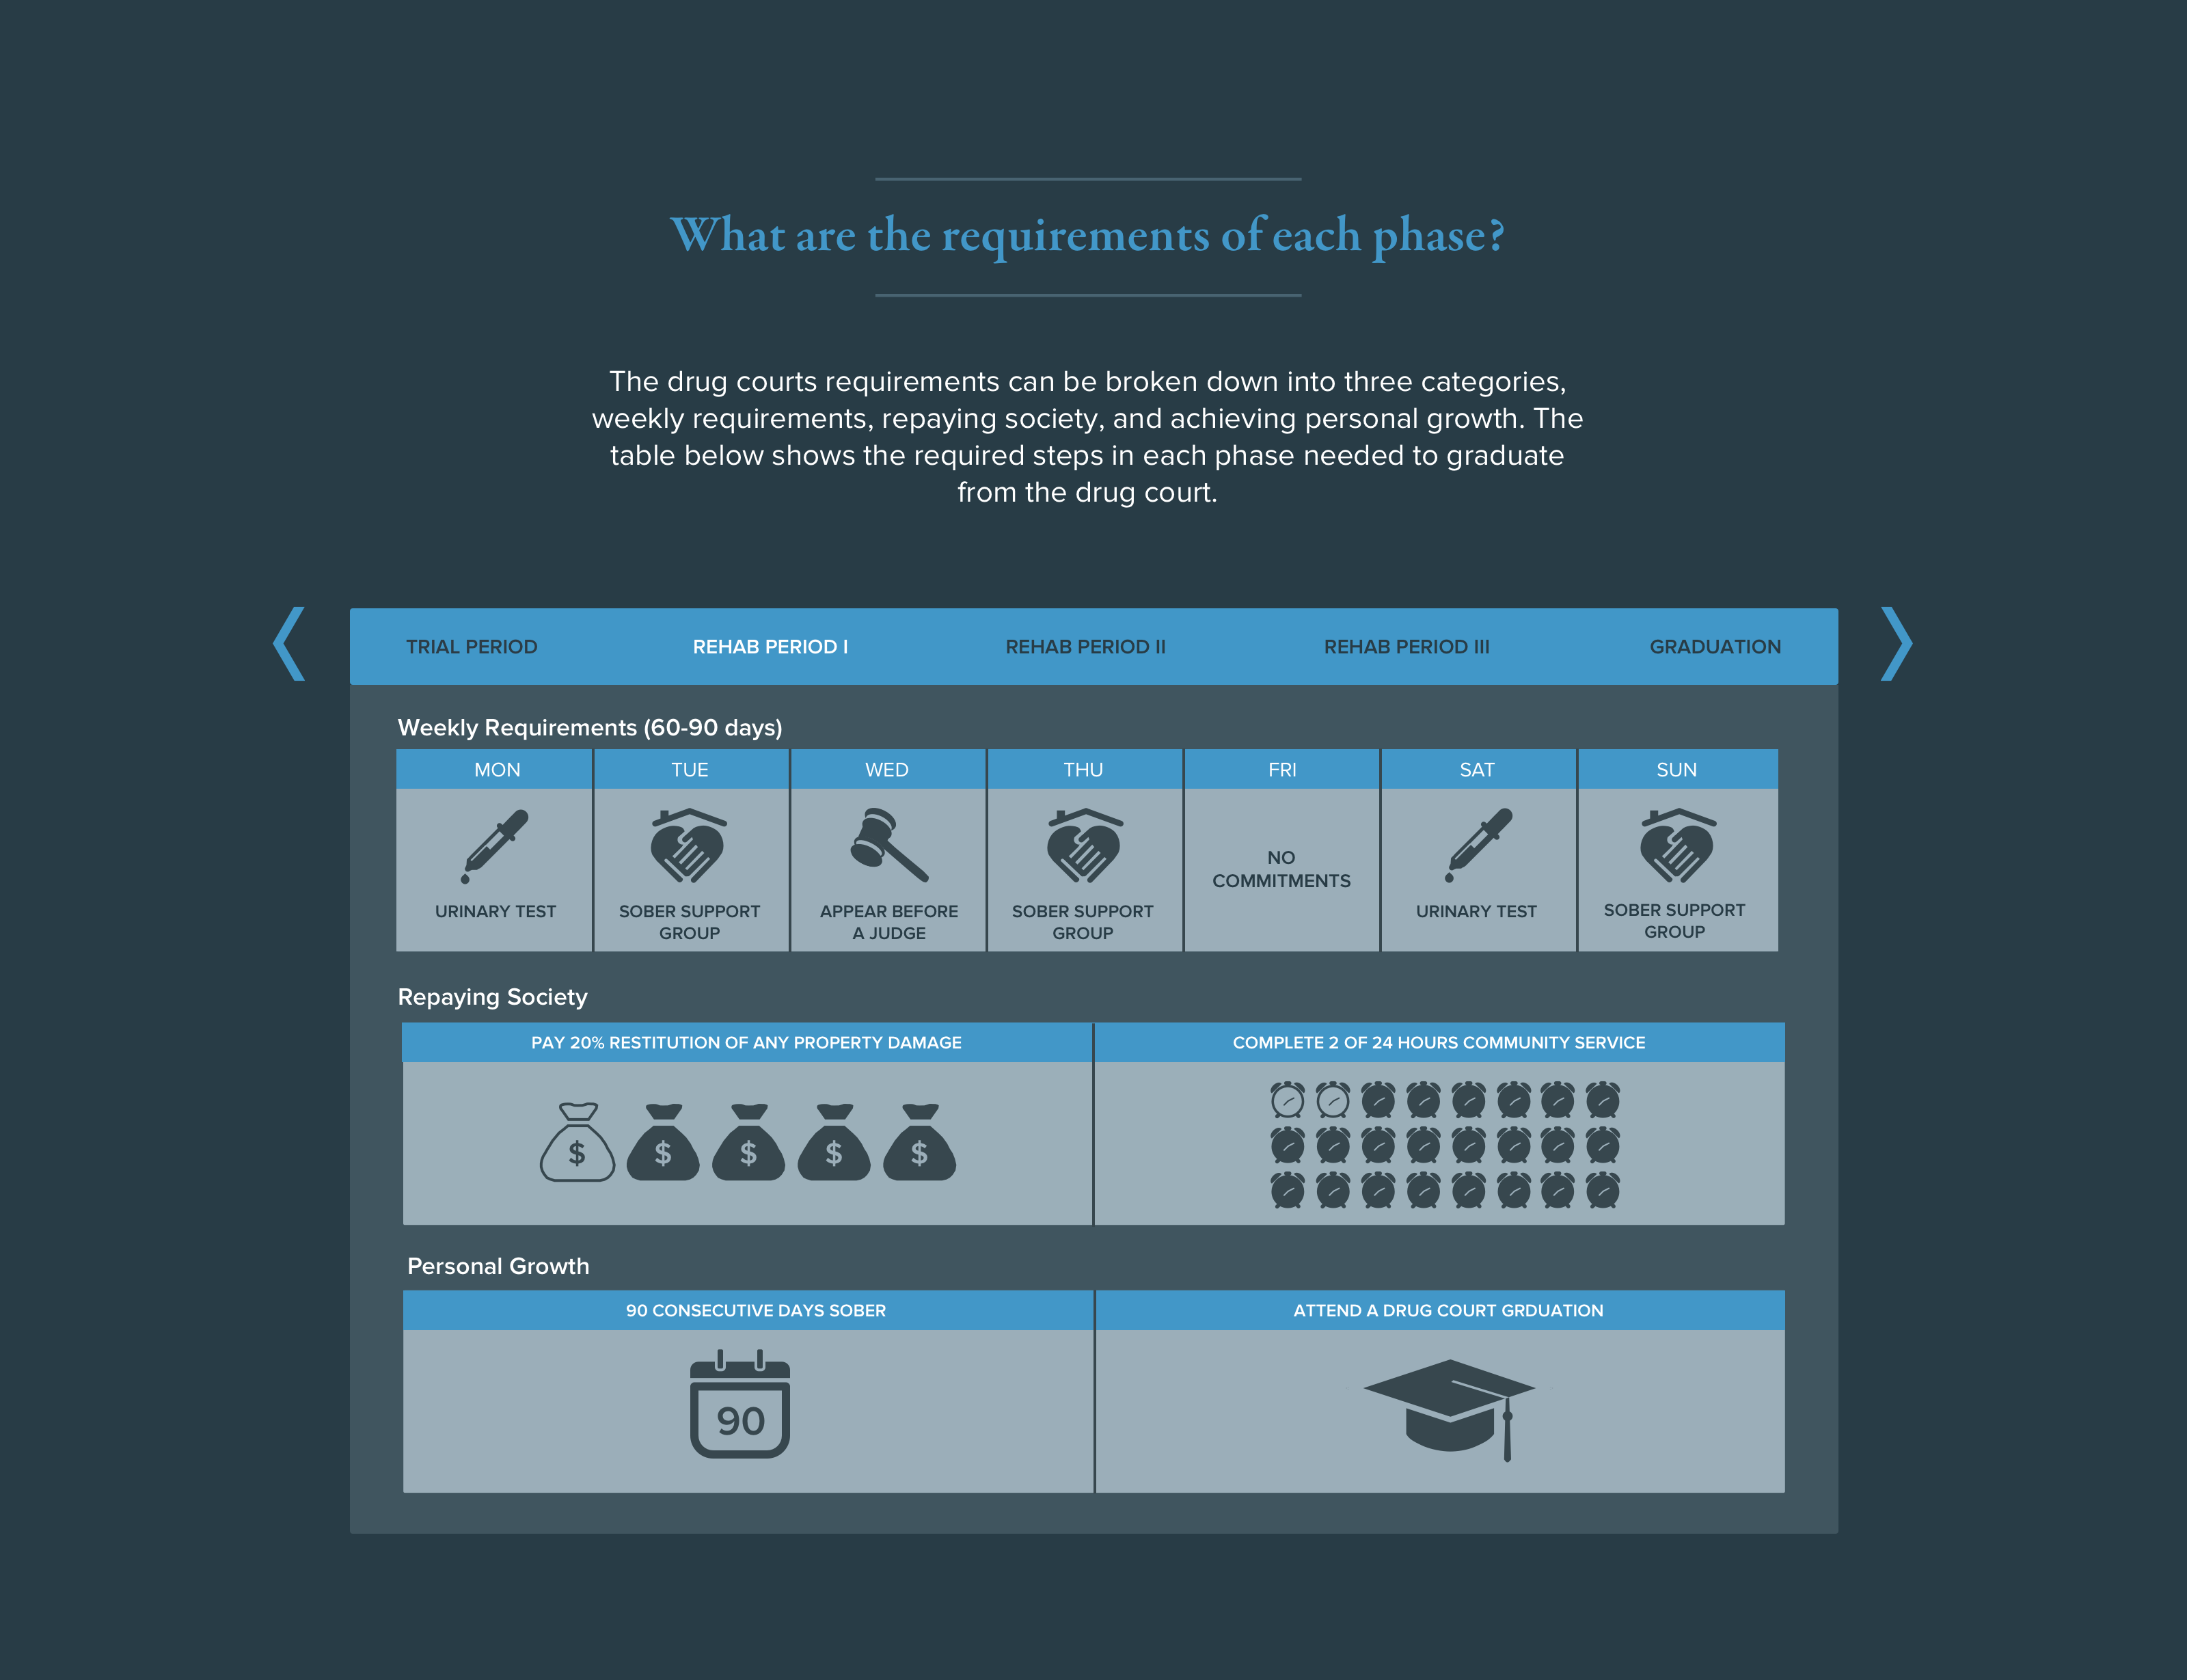 What are the requirements of each phase?
The drug courts requirements can be broken down into three categories,
weekly requirements, repaying society, and achieving personal growth. The
table below shows the required steps in each phase needed to graduate
from the drug court.
TRIAL PERIOD
REHAB PERIOD I
REHAB PERIOD II
REHAB PERIOD III
GRADUATION
Weekly Requirements (60-90 days)
MON
TUE
WED
THU
FRI
SAT
SUN
URINARY TEST
SOBER SUPPORT
GROUP
APPEAR BEFORE
A JUDGE
SOBER SUPPORT
GROUP
NO
COMMITMENTS
URINARY TEST
SOBER SUPPORT
GROUP
Repaying Society
PAY 20% RESTITUTION OF ANY PROPERTY DAMAGE
$ $ $ $ $
COMPLETE 2 OF 24 HOURS COMMUNITY SERVICE
Personal Growth
90 CONSECUTIVE DAYS SOBER
90
ATTEND A DRUG COURT GRDUATION